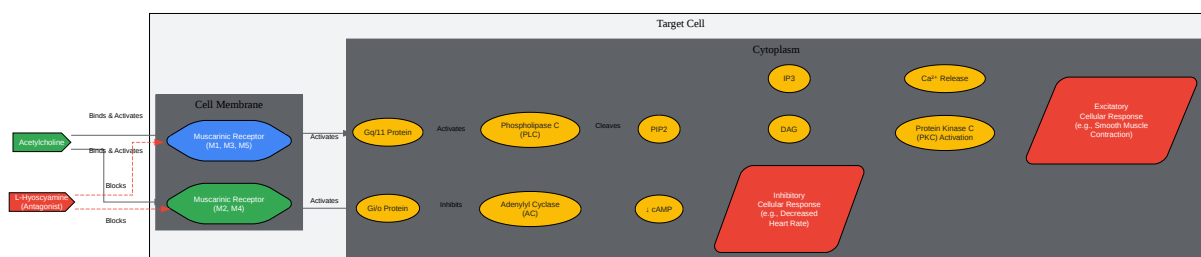 Target Cell
Cytoplasm
Cell Membrane
Binds & Activates
Acetylcholine
Binds & Activates
L-Hyoscyamine
(Antagonist)
Blocks
Blocks
Muscarinic Receptor
(M1, M3, M5)
Muscarinic Receptor
(M2, M4)
Activates
Activates
Gq/11 Protein
Activates
Phospholipase C
(PLC)
Cleaves
PIP2
IP3
DAG
Ca²⁺ Release
Protein Kinase C
(PKC) Activation
Excitatory
Cellular Response
(e.g., Smooth Muscle
Contraction)
Gi/o Protein
Inhibits
Adenylyl Cyclase
(AC)
↓ cAMP
Inhibitory
Cellular Response
(e.g., Decreased
Heart Rate)